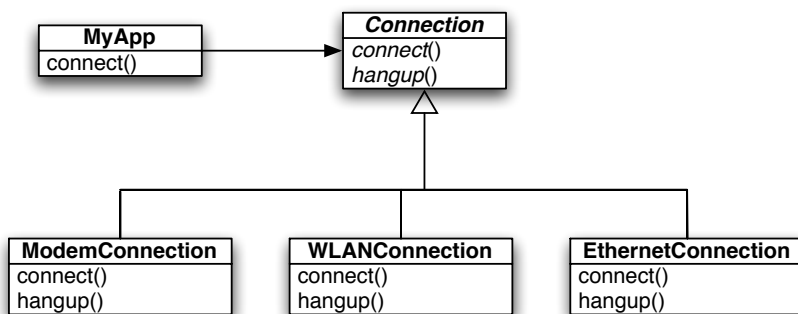 MyApp
connect()
Connection
connect()
hangup()
ModemConnection
connect()
hangup()
WLANConnection
connect()
hangup()
EthernetConnection
connect()
hangup()